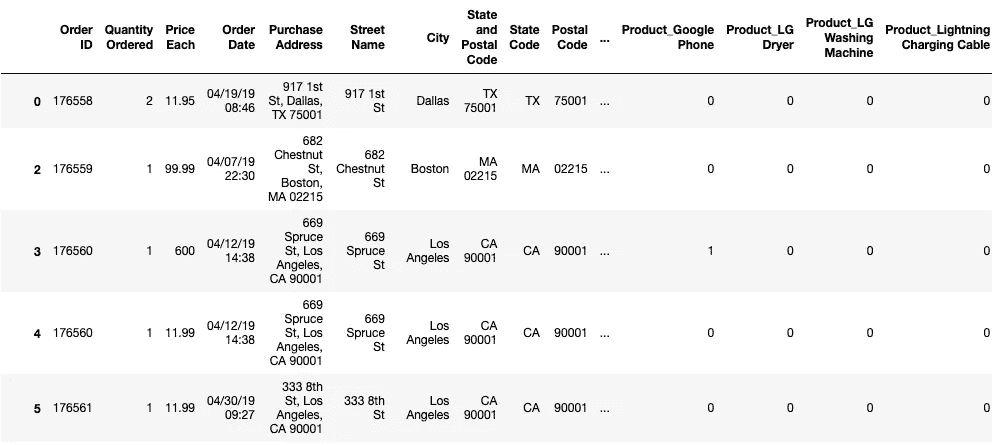 Order ID Quantity Ordered Price Each Order Date Purchase Address Street Name City State and Postal Code State Code Postal Code ... Product_Google Phone Product_LG Dryer Product_LG Washing Machine Product_Lightning Charging Cable
0 176558 2 11.95 04/19/19 08:46 917 1st St, Dallas, TX 75001 917 1st St Dallas TX 75001 TX 75001 ... 0 0 0 0
2 176559 1 99.99 04/07/19 22:30 682 Chestnut St, Boston, MA 02215 682 Chestnut St Boston MA 02215 MA 02215 ... 0 0 0 0
3 176560 1 600 04/12/19 14:38 669 Spruce St, Los Angeles, CA 90001 669 Spruce St Los Angeles CA 90001 CA 90001 ... 1 0 0 0
4 176560 1 11.99 04/12/19 14:38 669 Spruce St, Los Angeles, CA 90001 669 Spruce St Los Angeles CA 90001 CA 90001 ... 0 0 0 0
5 176561 1 11.99 04/30/19 09:27 333 8th St, Los Angeles, CA 90001 333 8th St Los Angeles CA 90001 CA 90001 ... 0 0 0 0